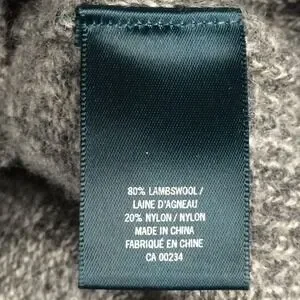 80% LAMBSWOOL /
LAINE D'AGNEAU
20% NYLON / NYLON
MADE IN CHINA
FABRIQUÉ EN CHINE
CA 00234